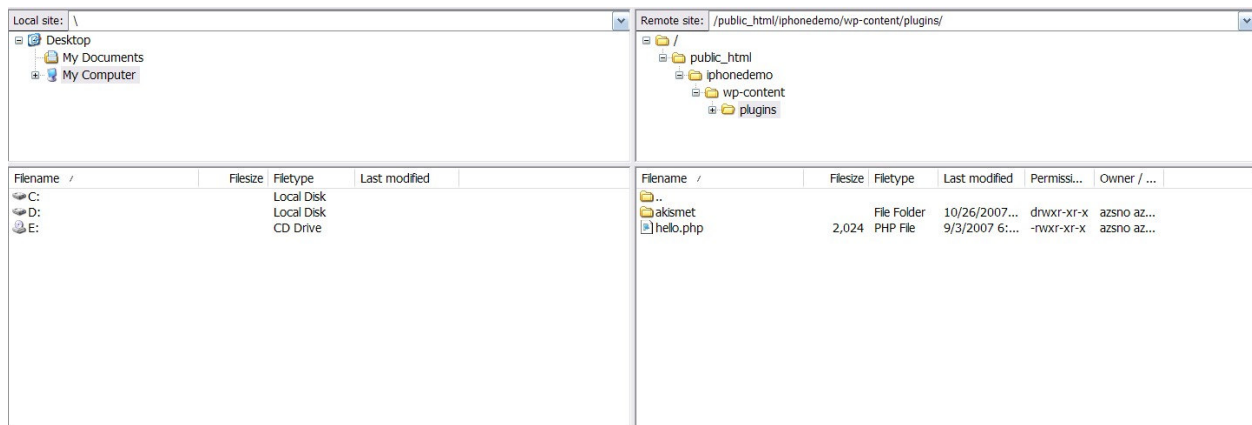 Local site: \
Desktop
My Documents
My Computer
Filename / Filesize Filetype Last modified
C: Local Disk
D: Local Disk
E: CD Drive
Remote site: /public_html/iphonedemo/wp-content/plugins/
/
public_html
iphonedemo
wp-content
plugins
Filename / Filesize Filetype Last modified Permissi... Owner / ...
..
akismet File Folder 10/26/2007... drwxr-xr-x azsno az...
hello.php 2,024 PHP File 9/3/2007 6:... -rwxr-xr-x azsno az...